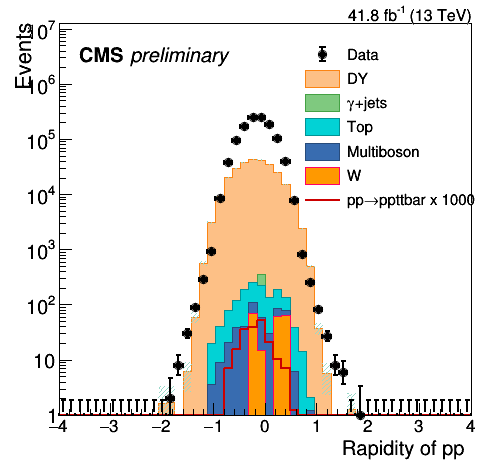 41.8 fb⁻¹ (13 TeV)
Events
CMS preliminary
Data
DY
γ+jets
Top
Multiboson
W
pp→ppttbar x 1000
10⁷
10⁶
10⁵
10⁴
10³
10²
10
1
−4 −3 −2 −1 0 1 2 3 4
Rapidity of pp